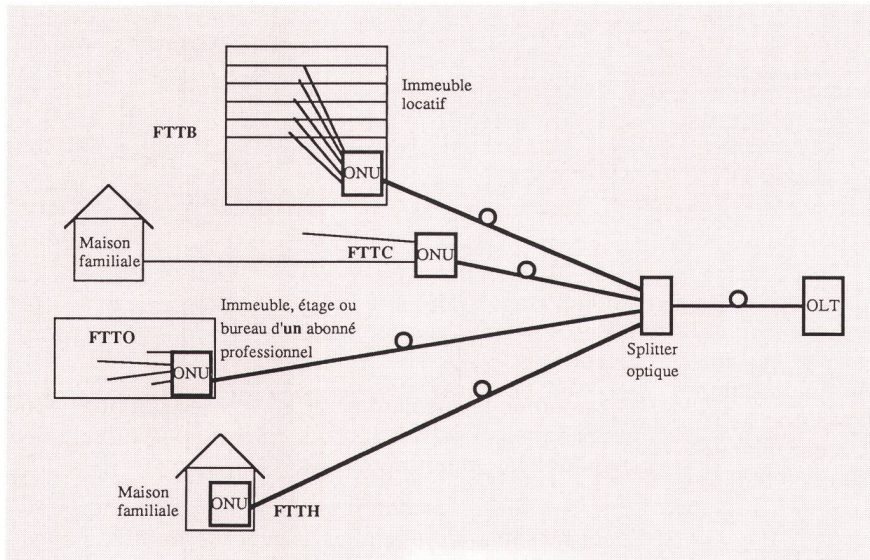 Immeuble
locatif
FTTB
ONU
Maison
familiale
FTTC
ONU
Immeuble, étage ou
bureau d'un abonné
professionnel
FTTO
ONU
Splitter
optique
OLT
Maison
familiale
ONU
FTTH